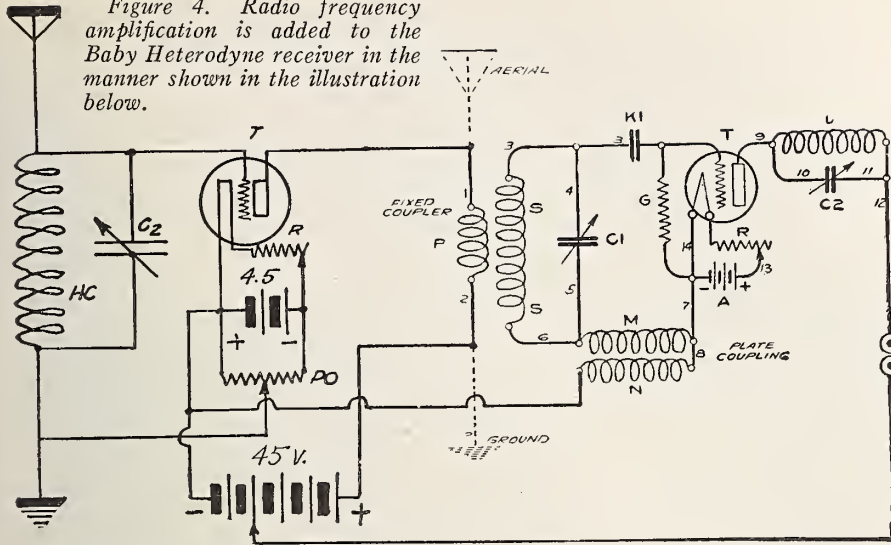 Figure 4. Radio frequency
amplification is added to the
Baby Heterodyne receiver in the
manner shown in the illustration
below.
AERIAL
T
K1
T
9
L
3
3
10
11
C2
12
1
FIXED
COUPLER
P
S
4
G
C2
R
C1
14
R
13
4.5
S
5
7
- A +
HC
2
6
M
8
PLATE
COUPLING
+ -
PO
N
GROUND
45 V.
- +